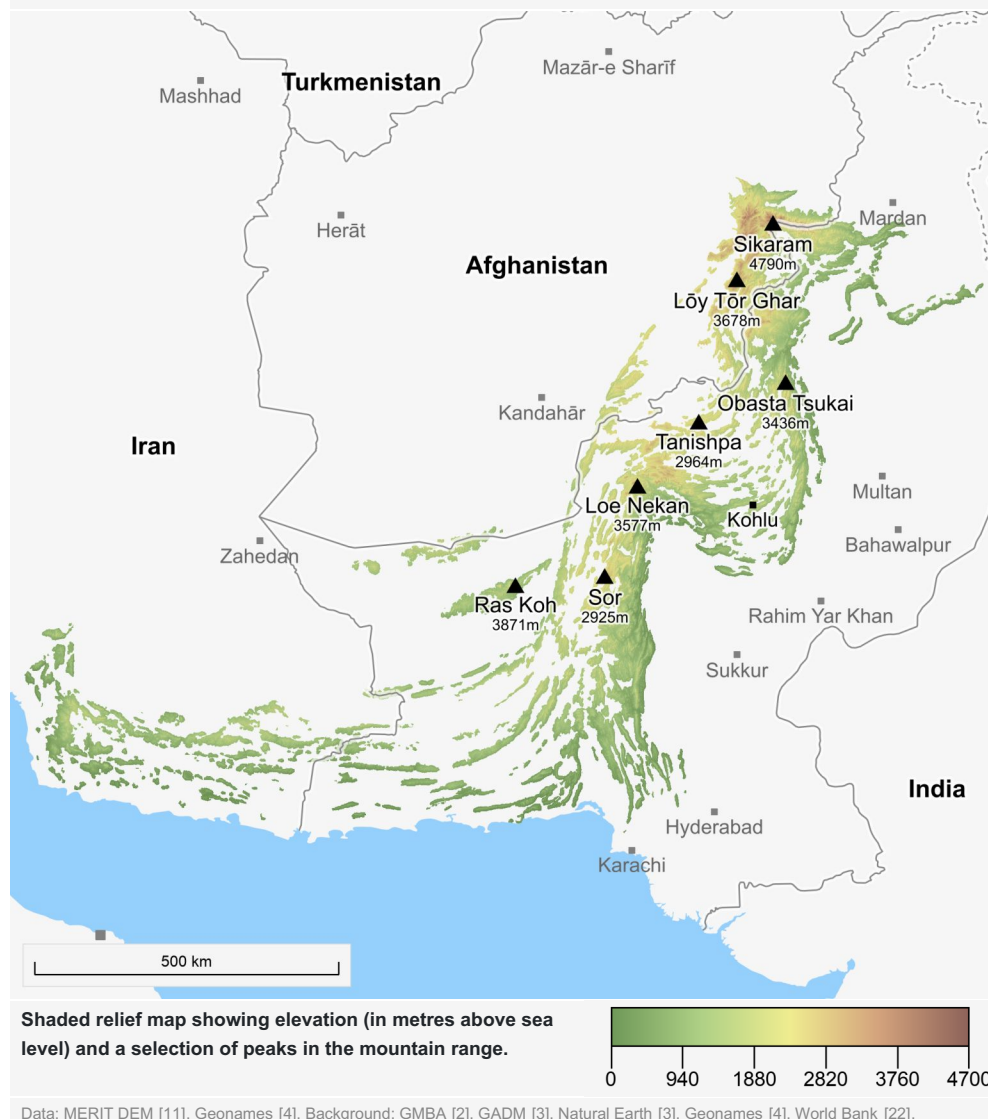 Turkmenistan
Mazār-e Sharīf
Mashhad
Herāt
Mardan
Sikaram
4790m
Afghanistan
Lōy Tōr Ghar
3678m
Obasta Tsukai
3436m
Kandahār
Tanishpa
2964m
Iran
Loe Nekan
3577m
Kohlu
Multan
Bahawalpur
Zahedan
Ras Koh
3871m
Sor
2925m
Rahim Yar Khan
Sukkur
India
Hyderabad
Karachi
500 km
Shaded relief map showing elevation (in metres above sea
level) and a selection of peaks in the mountain range.
0 940 1880 2820 3760 4700
Data: MERIT DEM [11], Geonames [4]. Background: GMBA [2], GADM [3], Natural Earth [3], Geonames [4], World Bank [22].